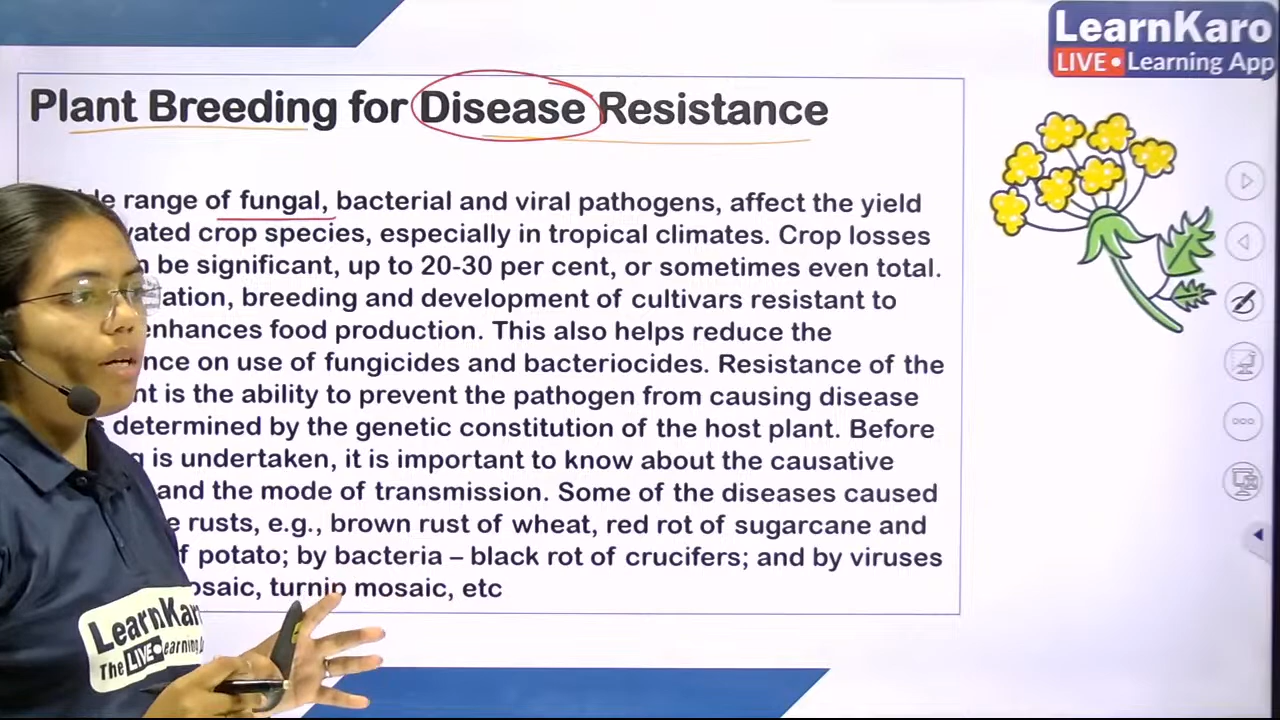 LearnKaro
LIVE • Learning App
Plant Breeding for Disease Resistance
range of fungal, bacterial and viral pathogens, affect the yield
crop species, especially in tropical climates. Crop losses
be significant, up to 20-30 per cent, or sometimes even total.
breeding and development of cultivars resistant to
enhances food production. This also helps reduce the
on use of fungicides and bacteriocides. Resistance of the
is the ability to prevent the pathogen from causing disease
determined by the genetic constitution of the host plant. Before
is undertaken, it is important to know about the causative
and the mode of transmission. Some of the diseases caused
rusts, e.g., brown rust of wheat, red rot of sugarcane and
of potato; by bacteria – black rot of crucifers; and by viruses
mosaic, turnip mosaic, etc
LearnKaro
The LIVE • Learning